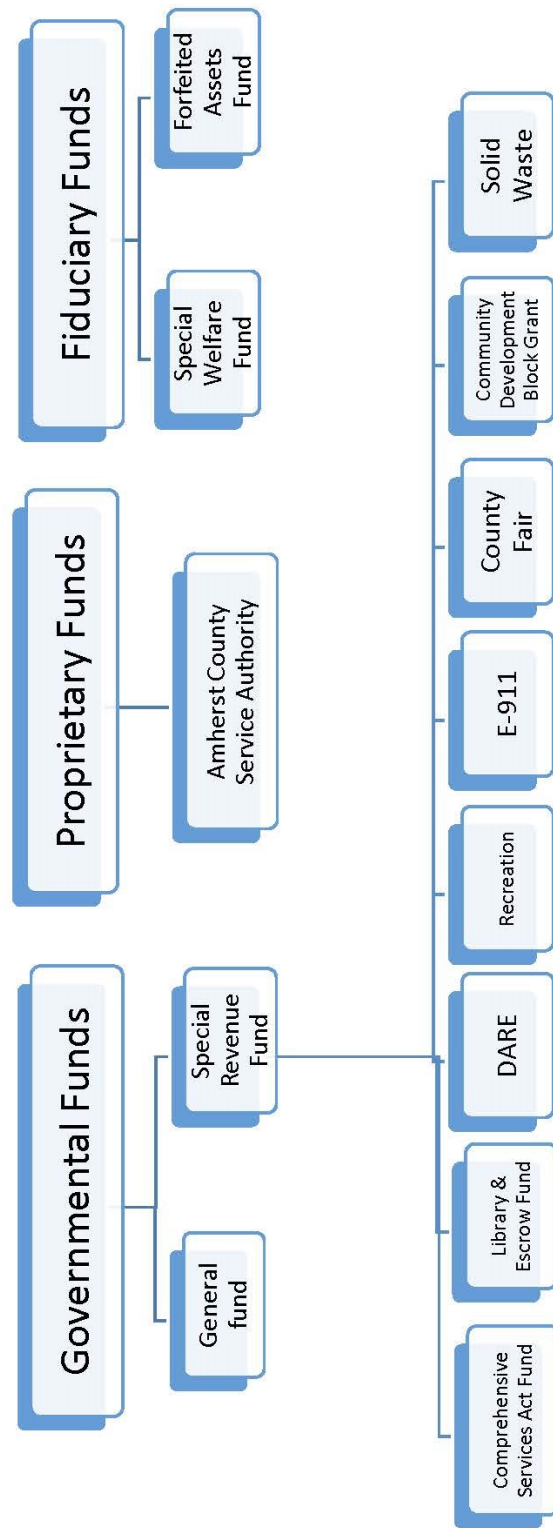 Governmental Funds
Proprietary Funds
Fiduciary Funds
General
fund
Special
Revenue
Fund
Amherst County
Service Authority
Special
Welfare
Fund
Forfeited
Assets
Fund
Comprehensive
Services Act Fund
Library &
Escrow Fund
DARE
Recreation
E-911
County
Fair
Community
Development
Block Grant
Solid
Waste